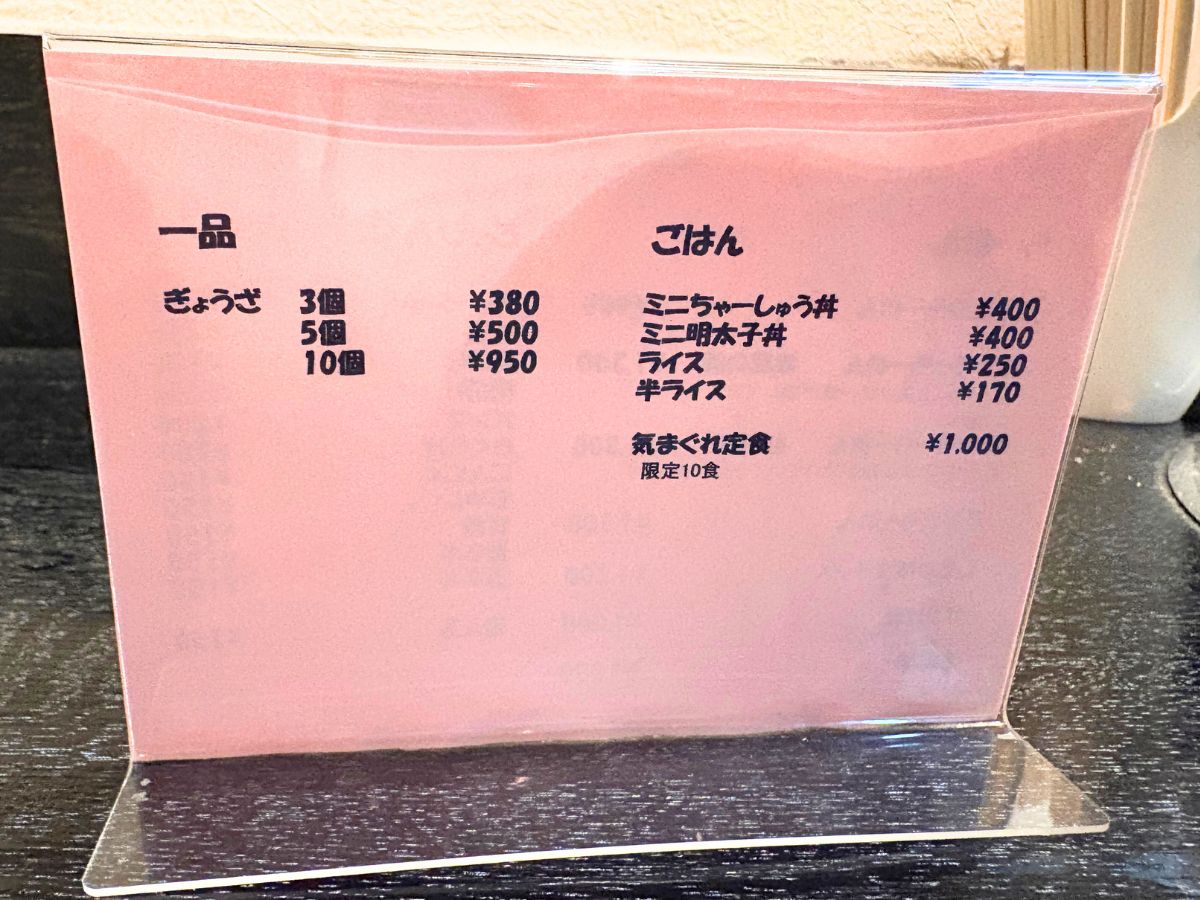 一品
ぎょうざ 3個 ¥380
5個 ¥500
10個 ¥950
ごはん
ミニちゃーしゅう丼 ¥400
ミニ明太子丼 ¥400
ライス ¥250
半ライス ¥170
気まぐれ定食 ¥1,000
限定10食